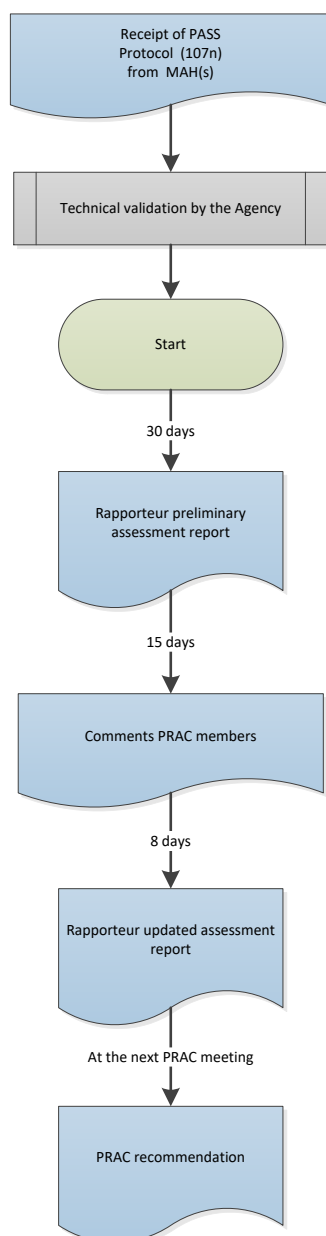 Receipt of PASS
Protocol (107n)
from MAH(s)
Technical validation by the Agency
Start
30 days
Rapporteur preliminary
assessment report
15 days
Comments PRAC members
8 days
Rapporteur updated assessment
report
At the next PRAC meeting
PRAC recommendation